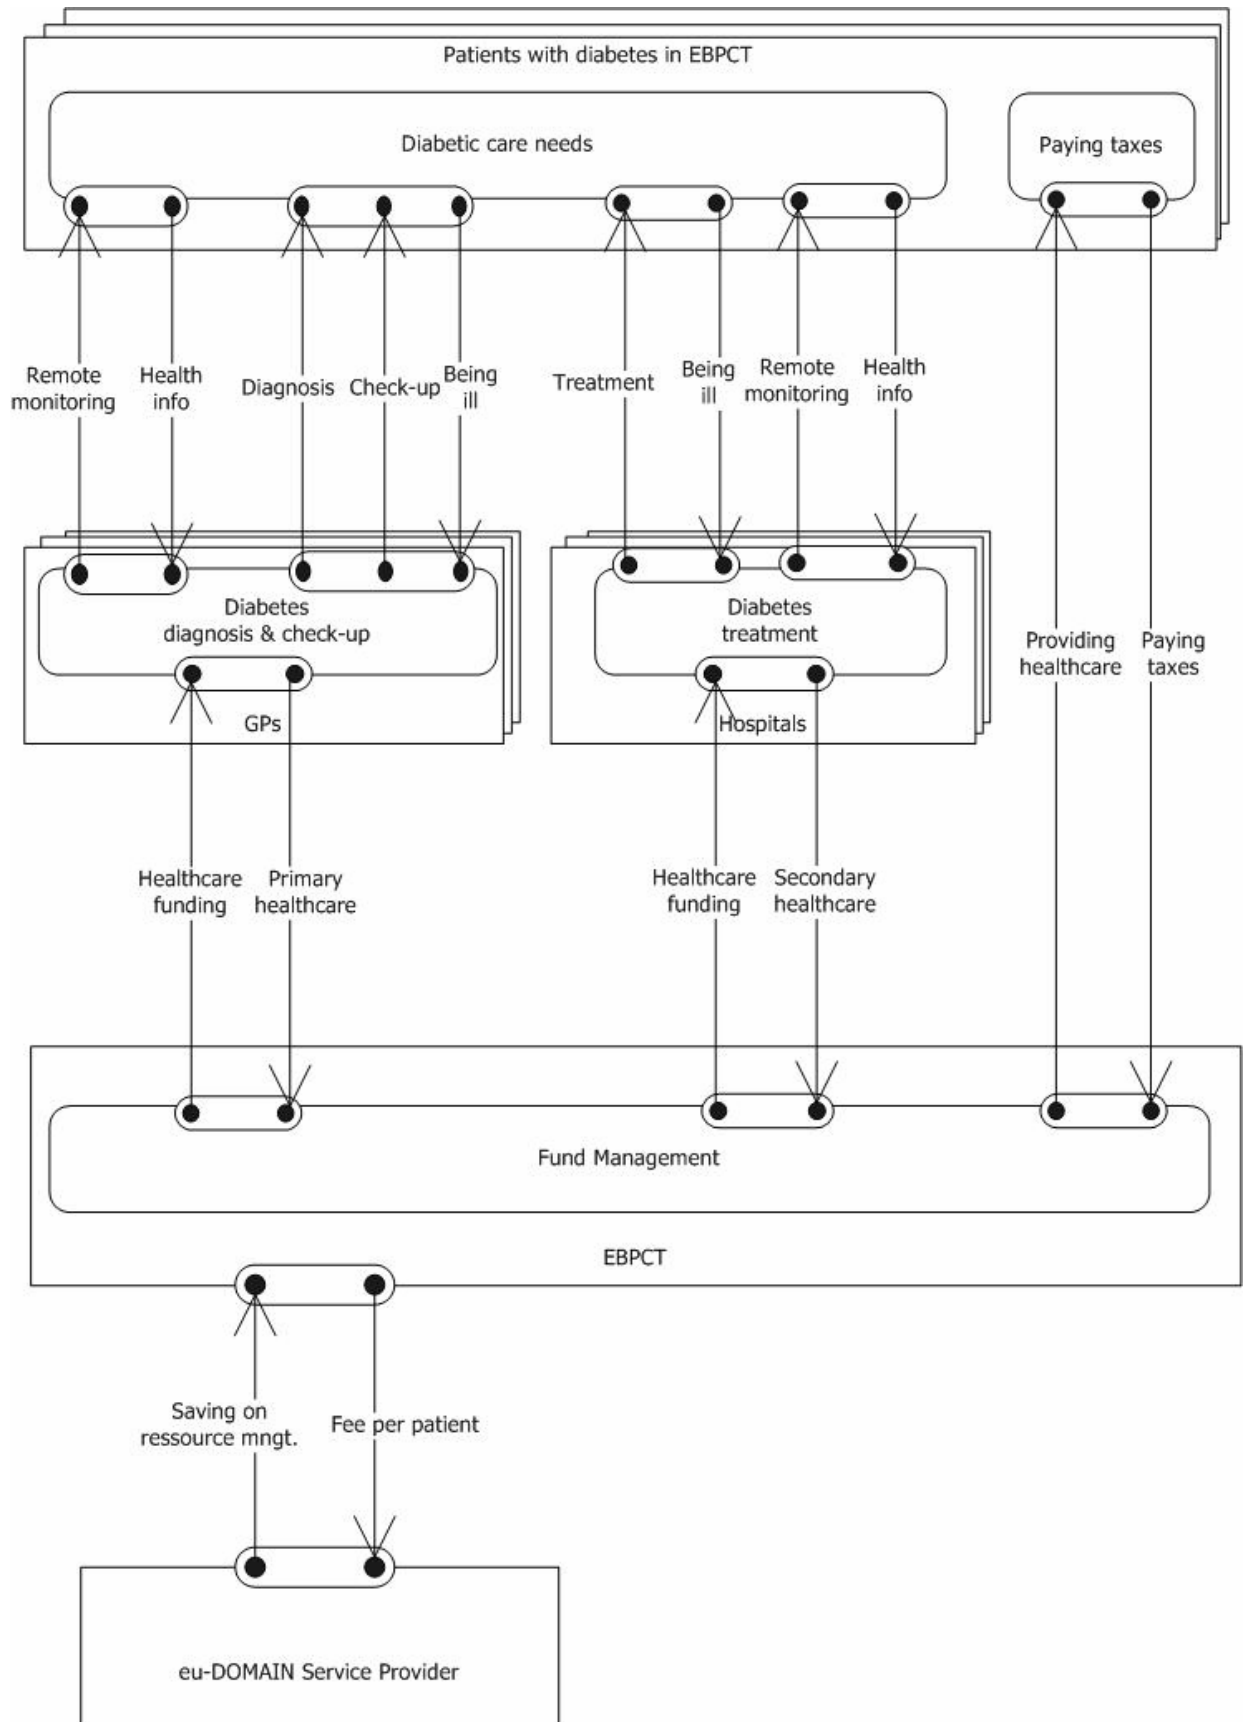 Patients with diabetes in EBPCT
Diabetic care needs
Paying taxes
Remote
monitoring
Health
info
Diagnosis
Check-up
Being
ill
Treatment
Being
ill
Remote
monitoring
Health
info
Diabetes
diagnosis & check-up
GPs
Diabetes
treatment
Hospitals
Providing
healthcare
Paying
taxes
Healthcare
funding
Primary
healthcare
Healthcare
funding
Secondary
healthcare
Fund Management
EBPCT
Saving on
ressource mngt.
Fee per patient
eu-DOMAIN Service Provider